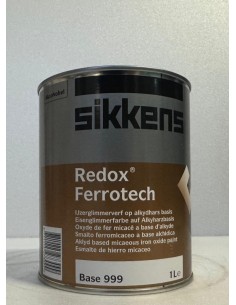 sikkens
Redox®
Ferrotech
IJzerglimmerverf op alkydhars basis
Eisenglimmerfarbe auf Alkydharzbasis
Oxyde de fer micacé à base d'alkyde
Smalto ferromicaceo a base alchidica
Alkyd based micaceous iron oxide paint
Esmalte de hierro micaceo
Base 999
1L℮